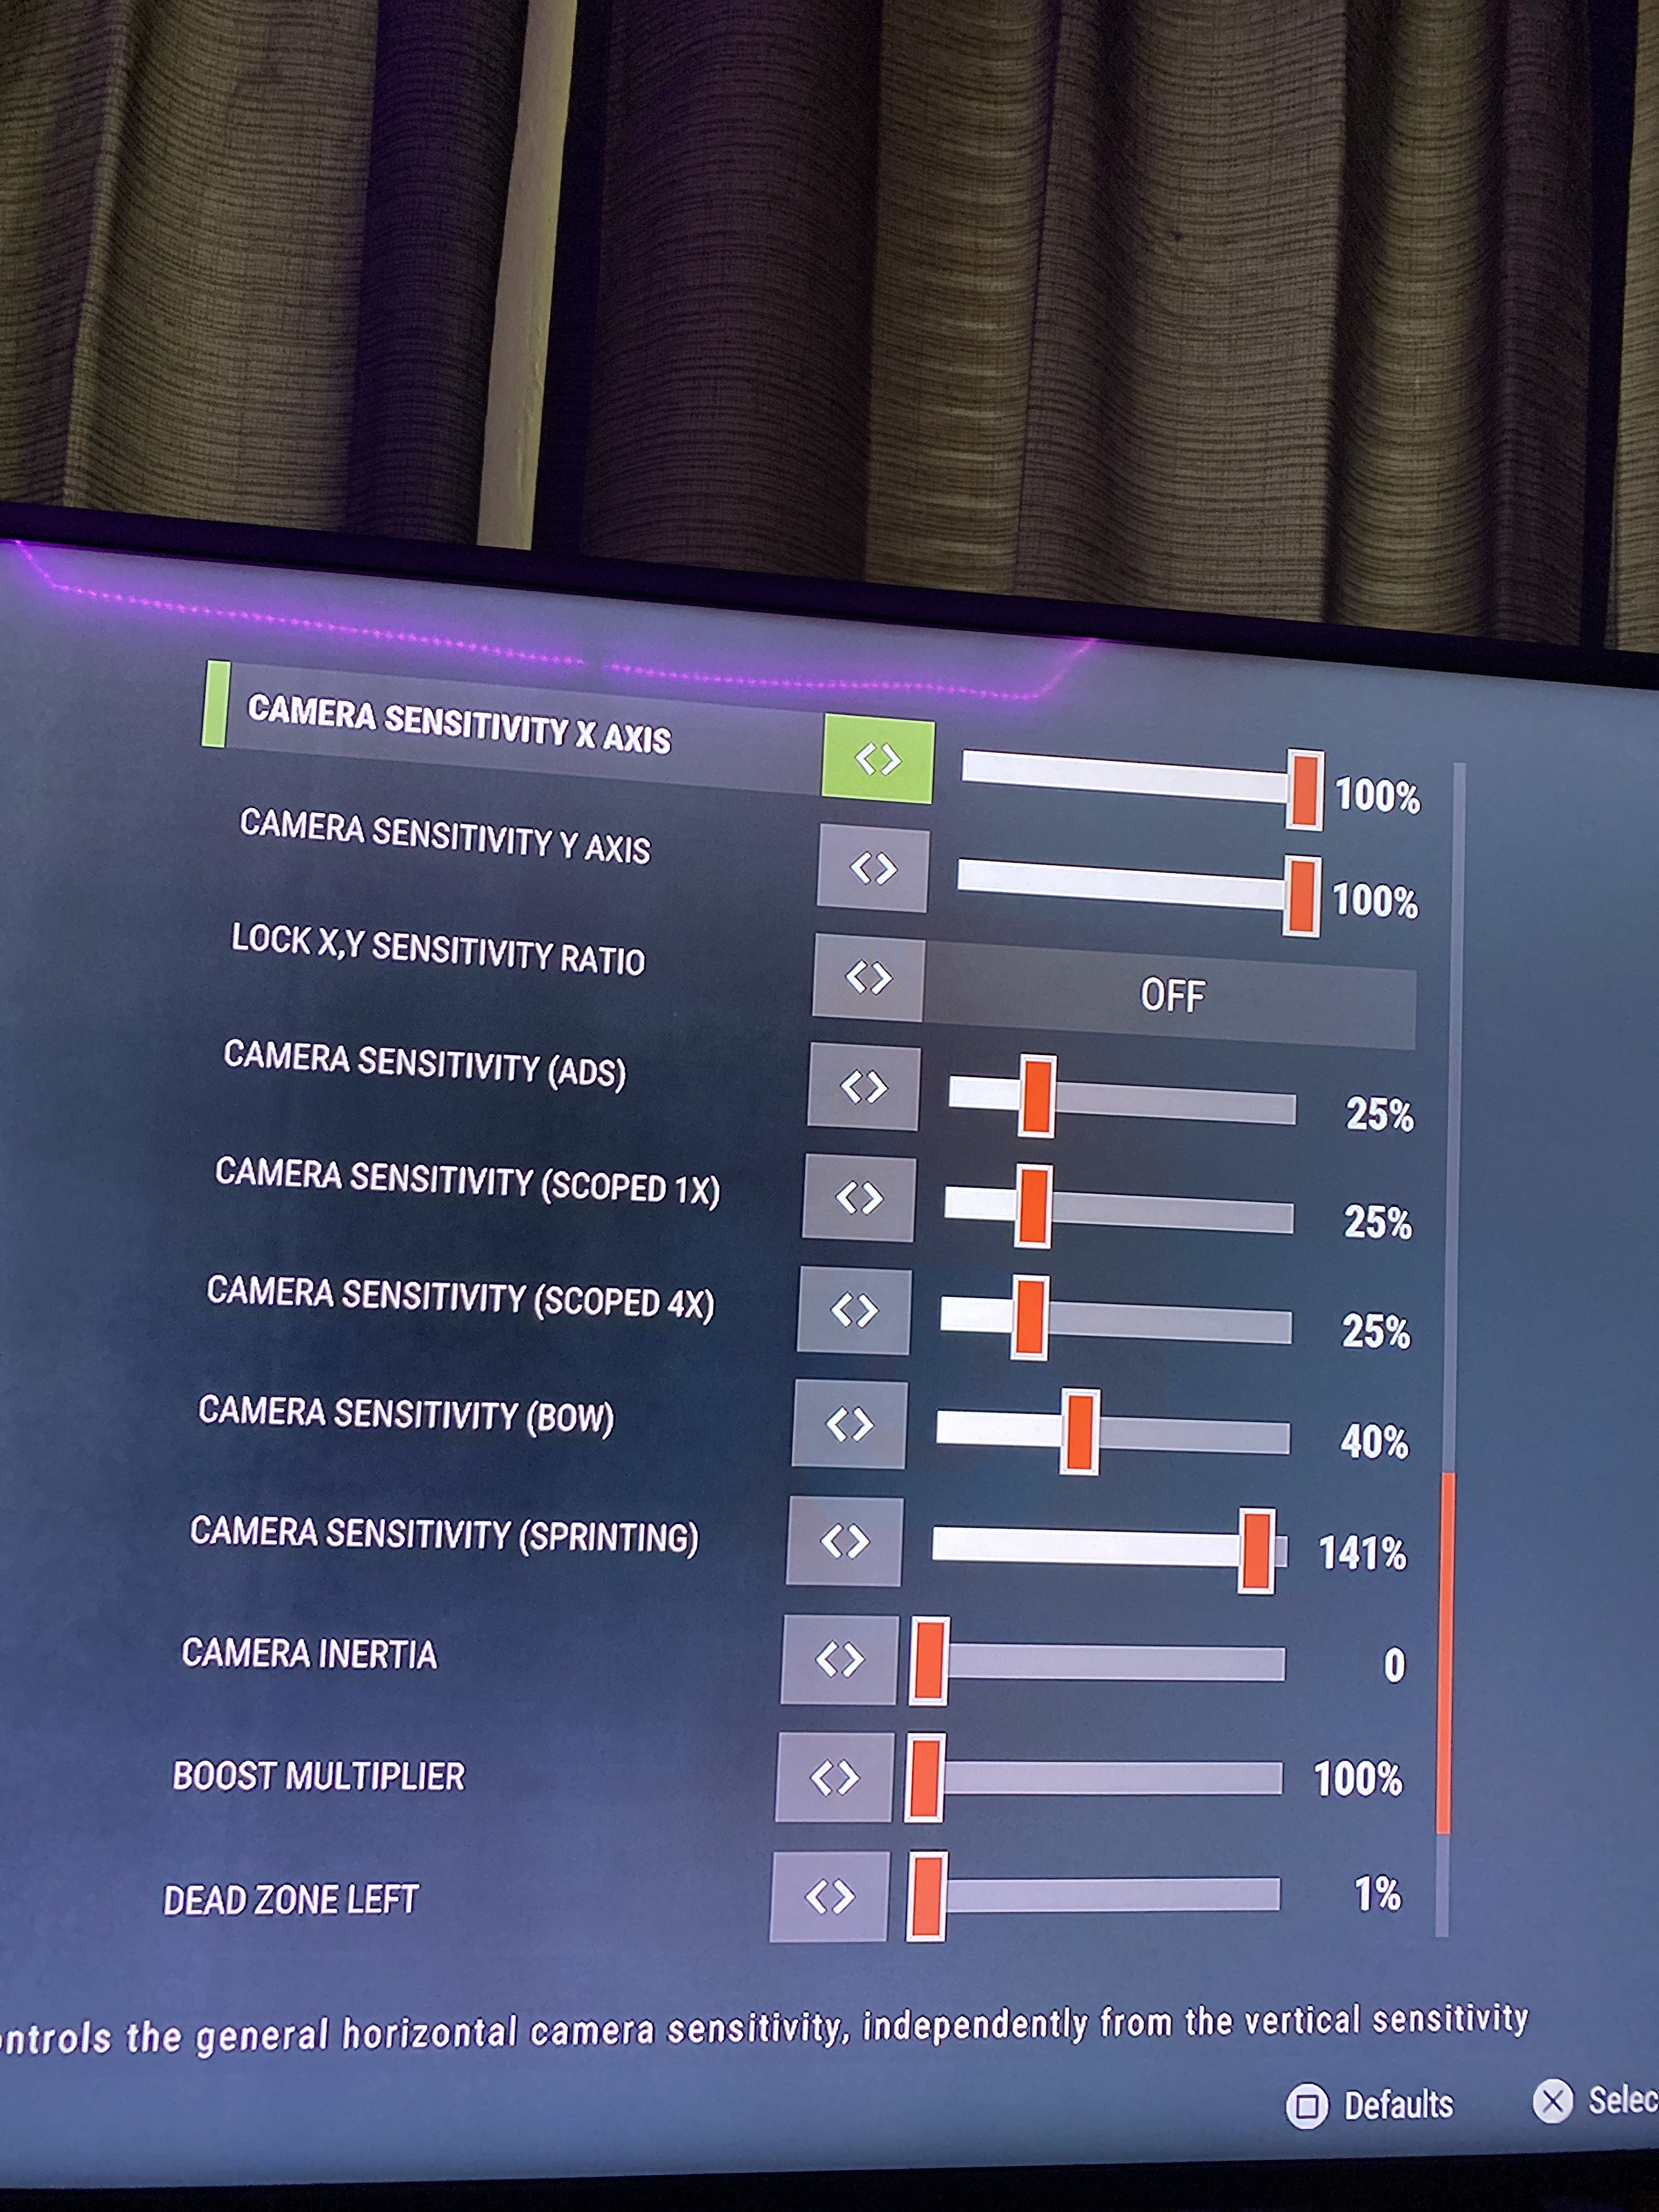 CAMERA SENSITIVITY X AXIS 100%
CAMERA SENSITIVITY Y AXIS 100%
LOCK X,Y SENSITIVITY RATIO OFF
CAMERA SENSITIVITY (ADS) 25%
CAMERA SENSITIVITY (SCOPED 1X) 25%
CAMERA SENSITIVITY (SCOPED 4X) 25%
CAMERA SENSITIVITY (BOW) 40%
CAMERA SENSITIVITY (SPRINTING) 141%
CAMERA INERTIA 0
BOOST MULTIPLIER 100%
DEAD ZONE LEFT 1%
ontrols the general horizontal camera sensitivity, independently from the vertical sensitivity
Defaults Selec